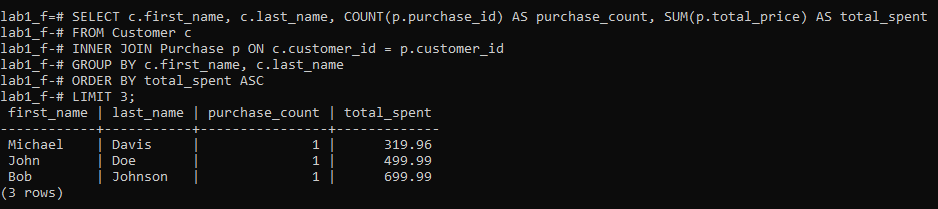 lab1_f=# SELECT c.first_name, c.last_name, COUNT(p.purchase_id) AS purchase_count, SUM(p.total_price) AS total_spent
lab1_f-# FROM Customer c
lab1_f-# INNER JOIN Purchase p ON c.customer_id = p.customer_id
lab1_f-# GROUP BY c.first_name, c.last_name
lab1_f-# ORDER BY total_spent ASC
lab1_f-# LIMIT 3;
 first_name | last_name | purchase_count | total_spent
------------+-----------+----------------+-------------
 Michael    | Davis     |              1 |      319.96
 John       | Doe       |              1 |      499.99
 Bob        | Johnson   |              1 |      699.99
(3 rows)